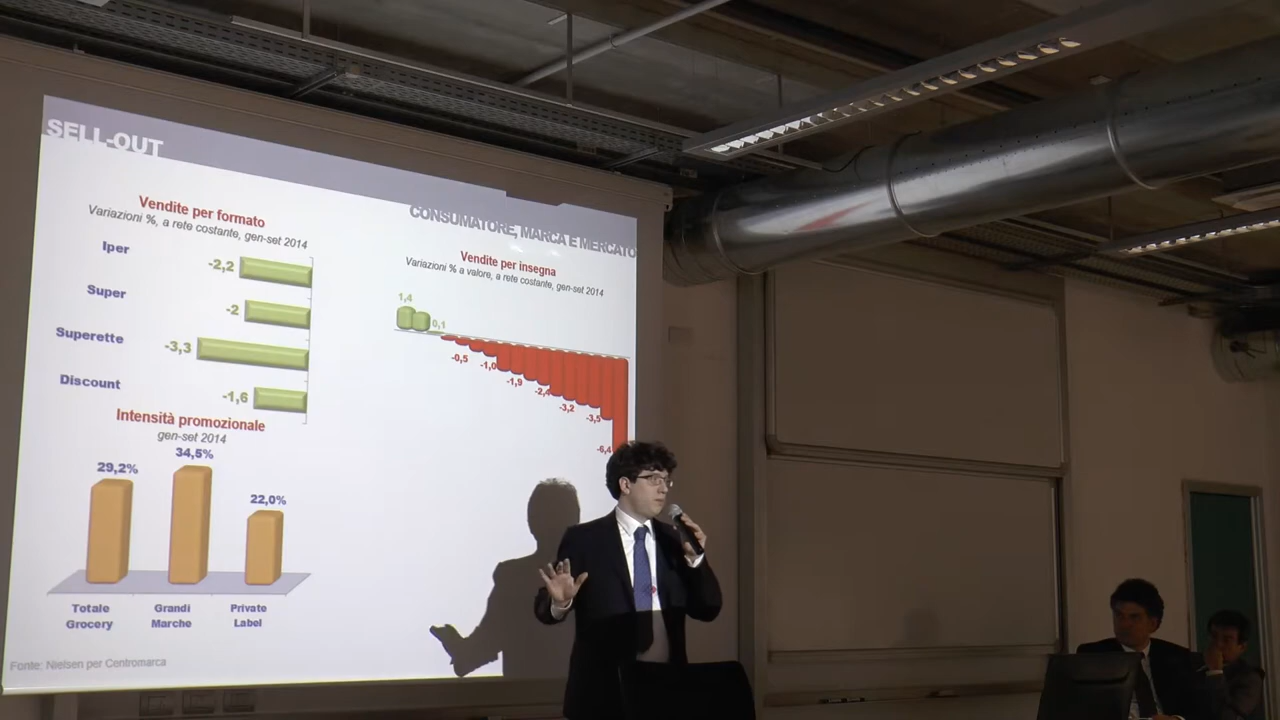 SELL-OUT
CONSUMATORE, MARCA E MERCATO
Vendite per formato
Variazioni %, a rete costante, gen-set 2014
Iper
-2,2
Super
-2
Superette
-3,3
Discount
-1,6
Intensità promozionale
gen-set 2014
29,2%
34,5%
22,0%
Totale
Grocery
Grandi
Marche
Private
Label
Fonte: Nielsen per Centromarca
Vendite per insegna
Variazioni % a valore, a rete costante, gen-set 2014
1,4
0,1
-0,5
-1,0
-1,9
-2,4
-3,2
-3,5
-6,4